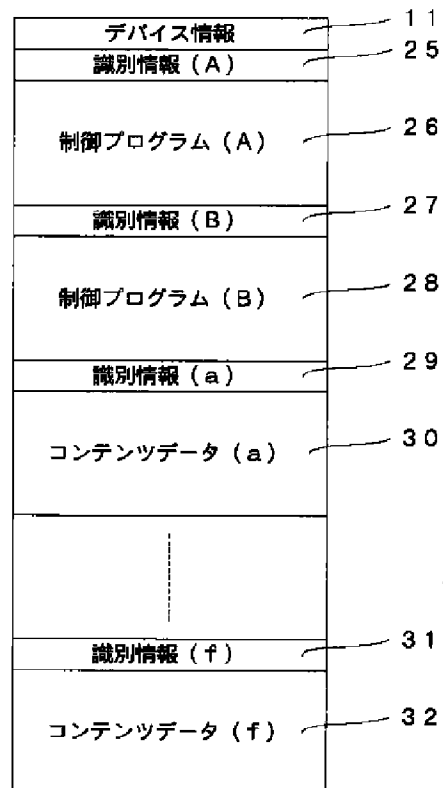 デバイス情報 11
識別情報(A) 25
制御プログラム(A) 26
識別情報(B) 27
制御プログラム(B) 28
識別情報(a) 29
コンテンツデータ(a) 30
識別情報(f) 31
コンテンツデータ(f) 32